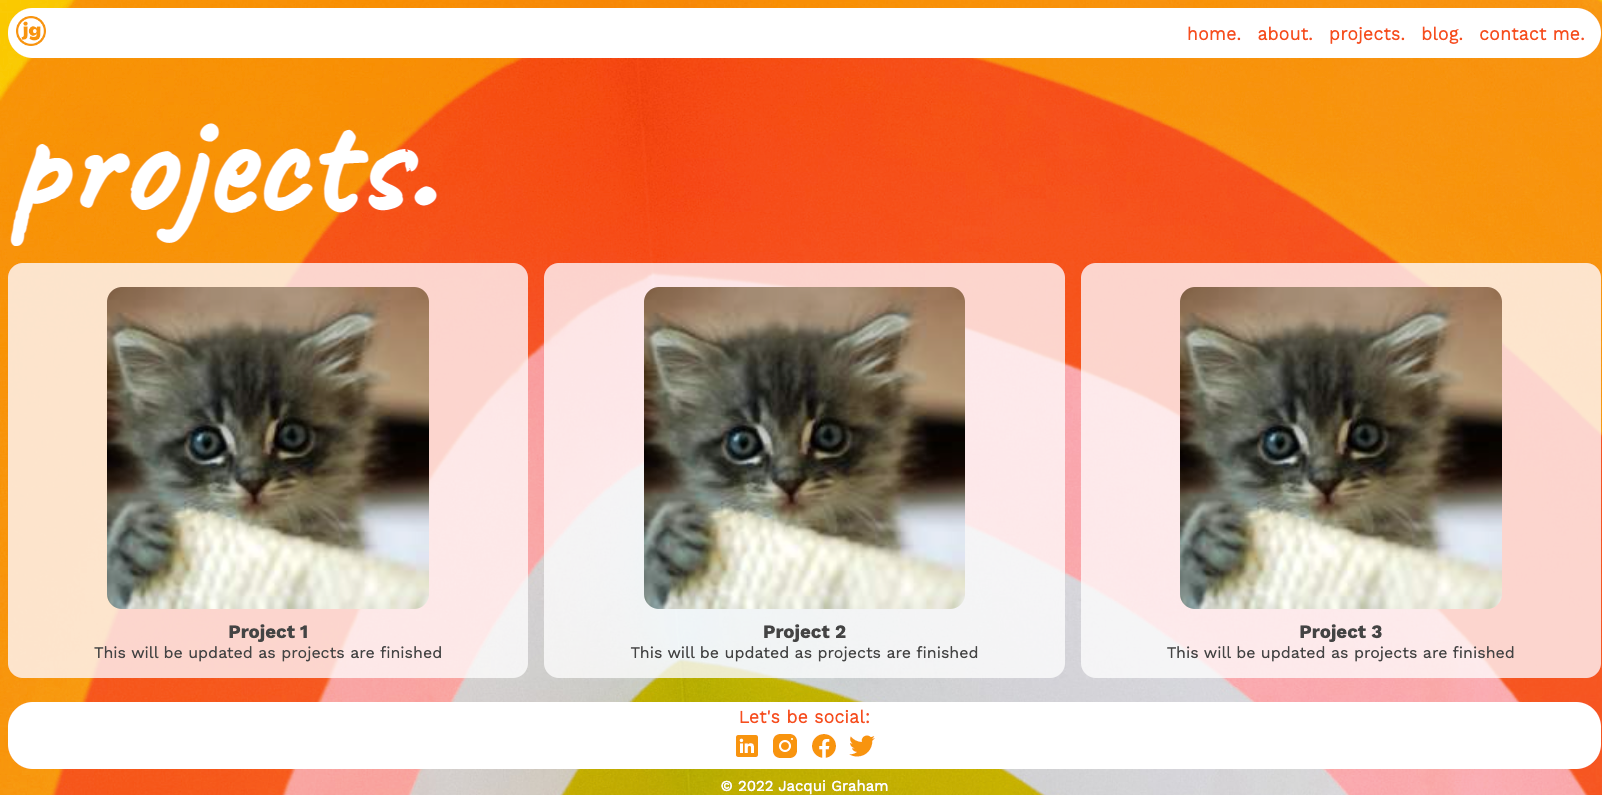 jg
home. about. projects. blog. contact me.
projects.
Project 1
This will be updated as projects are finished
Project 2
This will be updated as projects are finished
Project 3
This will be updated as projects are finished
Let's be social:
in
© 2022 Jacqui Graham